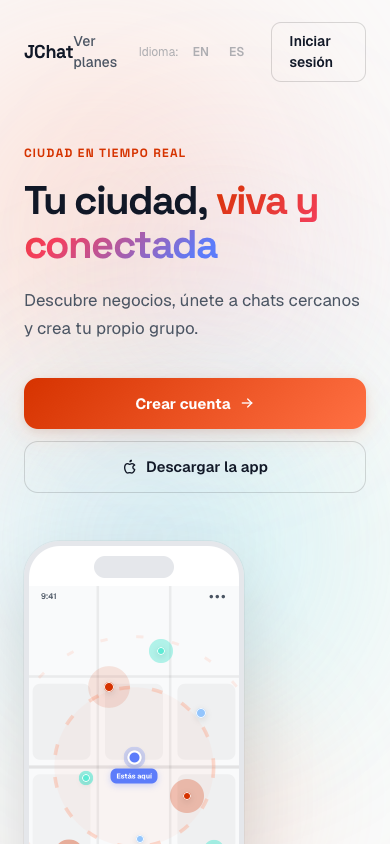 JChat
Ver
planes
Idioma: EN ES
Iniciar
sesión
CIUDAD EN TIEMPO REAL
Tu ciudad, viva y
conectada
Descubre negocios, únete a chats cercanos
y crea tu propio grupo.
Crear cuenta →
Descargar la app
9:41
Estás aquí